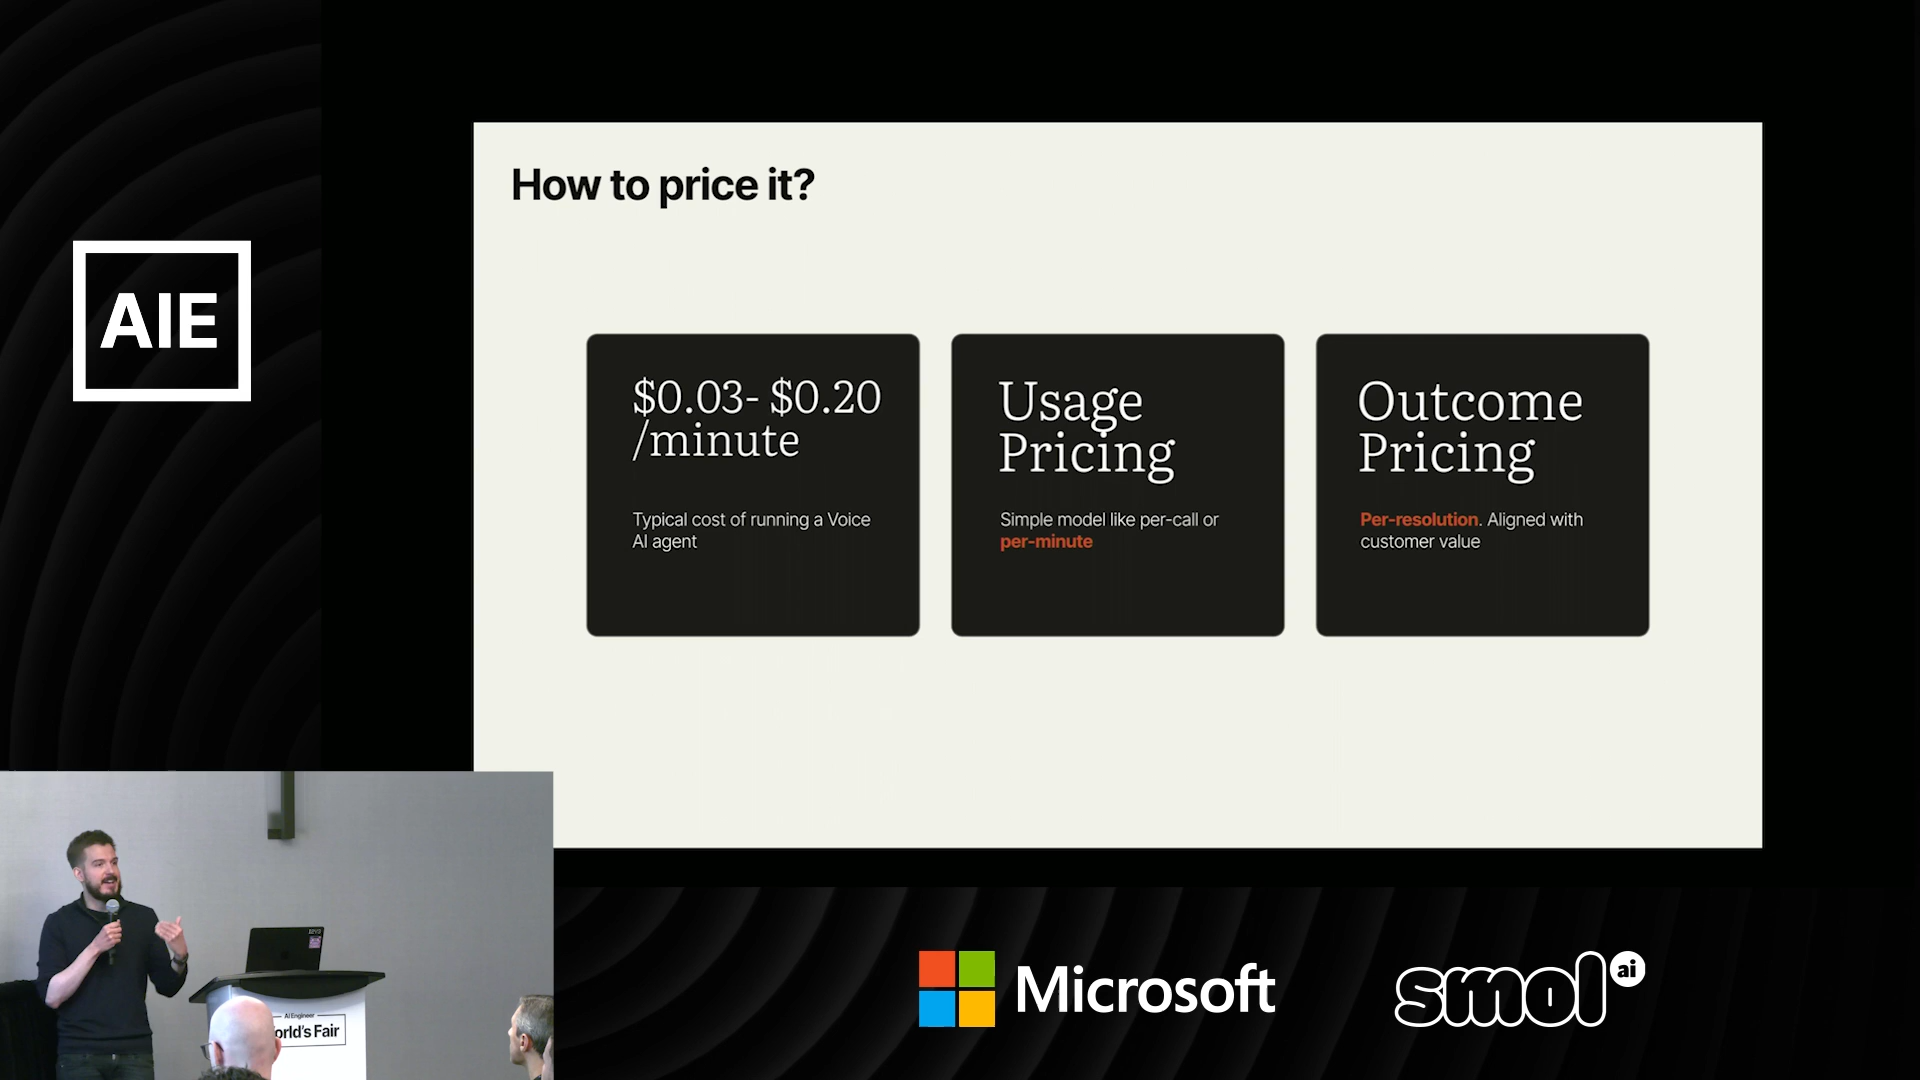 AIE
How to price it?
$0.03- $0.20
/minute
Typical cost of running a Voice
AI agent
Usage
Pricing
Simple model like per-call or
per-minute
Outcome
Pricing
Per-resolution. Aligned with
customer value
AI Engineer
orld's Fair
Microsoft
smol ai